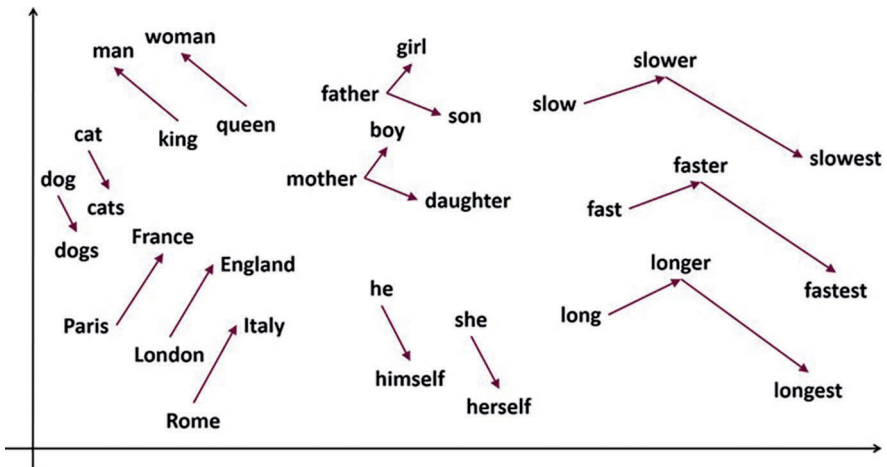 man
woman
king
queen
cat
cats
dog
dogs
France
Paris
England
London
Italy
Rome
girl
father
son
boy
mother
daughter
he
himself
she
herself
slower
slow
slowest
faster
fast
fastest
longer
long
longest